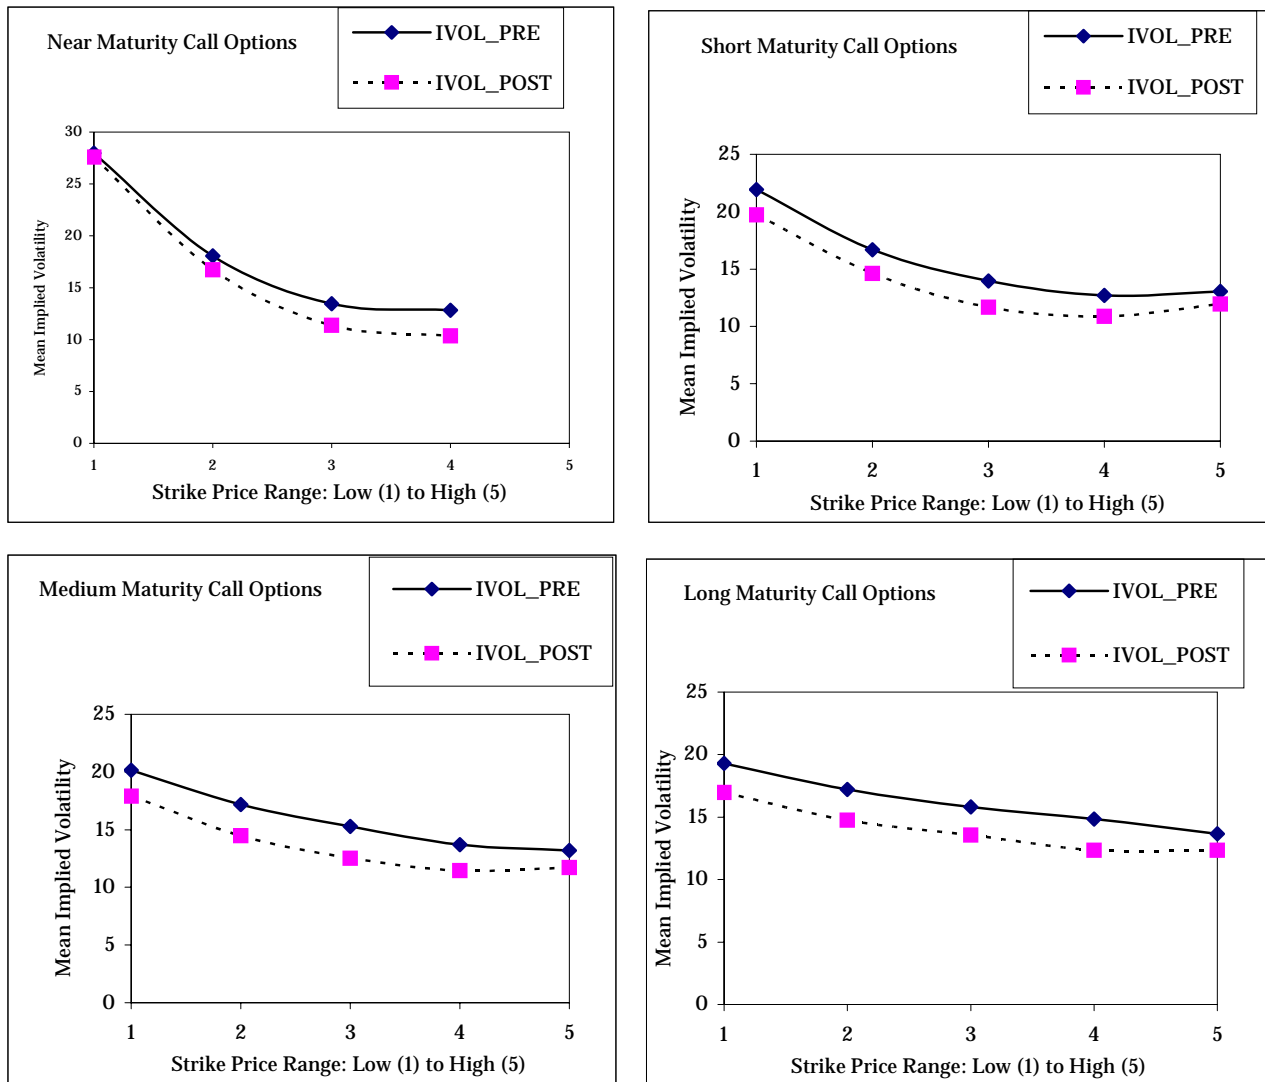 Near Maturity Call Options
IVOL_PRE
IVOL_POST
30
25
20
15
10
5
0
Mean Implied Volatility
1 2 3 4 5
Strike Price Range: Low (1) to High (5)
Short Maturity Call Options
IVOL_PRE
IVOL_POST
25
20
15
10
5
0
Mean Implied Volatility
1 2 3 4 5
Strike Price Range: Low (1) to High (5)
Medium Maturity Call Options
IVOL_PRE
IVOL_POST
25
20
15
10
5
0
Mean Implied Volatility
1 2 3 4 5
Strike Price Range: Low (1) to High (5)
Long Maturity Call Options
IVOL_PRE
IVOL_POST
25
20
15
10
5
0
Mean Implied Volatility
1 2 3 4 5
Strike Price Range: Low (1) to High (5)